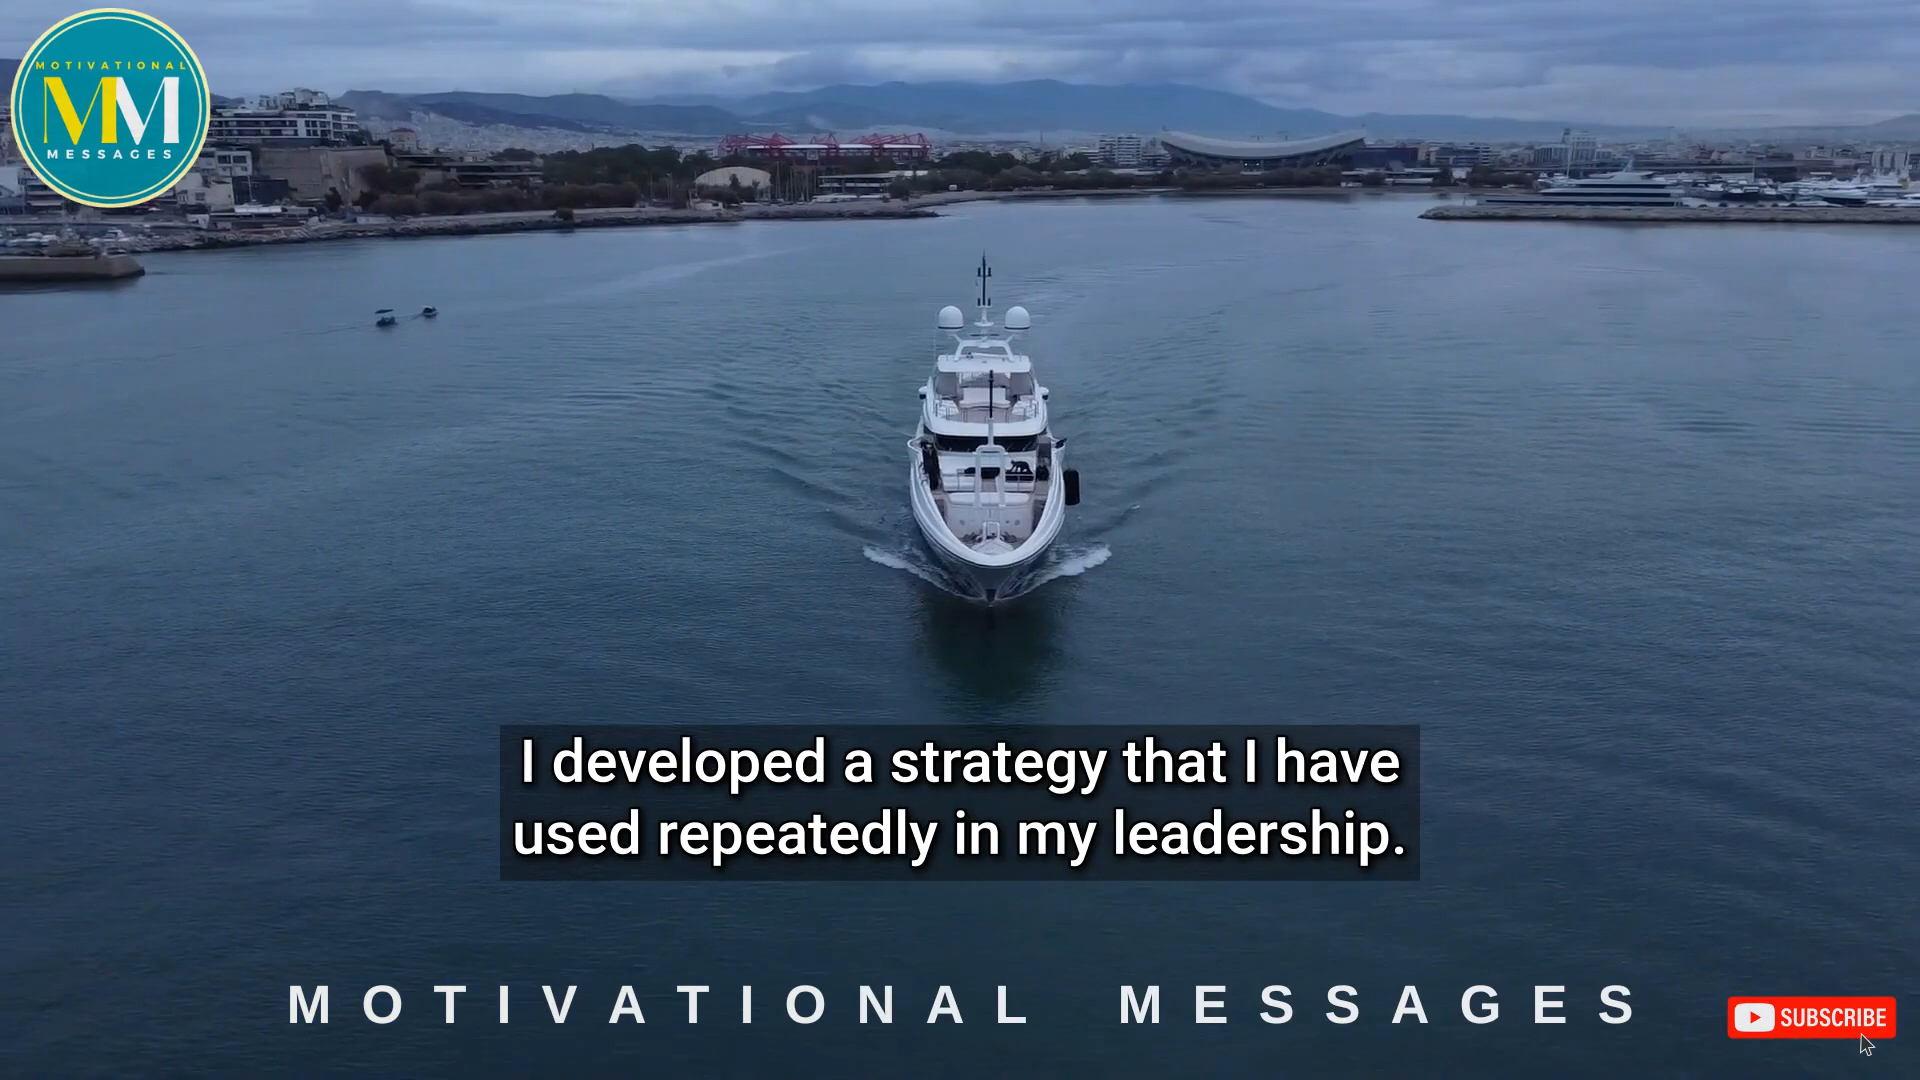 MOTIVATIONAL
MM
MESSAGES
I developed a strategy that I have
used repeatedly in my leadership.
MOTIVATIONAL MESSAGES
SUBSCRIBE